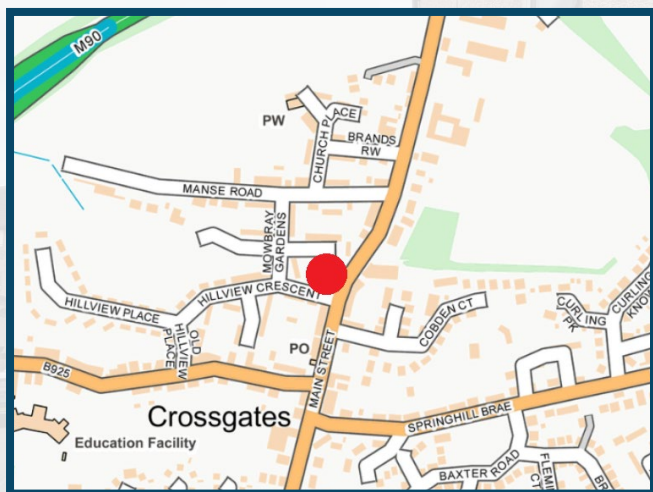 M90
PW
CHURCH PLACE
BRANDS
RW
MANSE ROAD
MOWBRAY
GARDENS
HILLVIEW CRESCENT
HILLVIEW PLACE
OLD
HILLVIEW
PLACE
COBDEN CT
CURLING
PK
CURLING
PO
MAIN STREET
B925
Crossgates
SPRINGHILL BRAE
Education Facility
BAXTER ROAD
CT